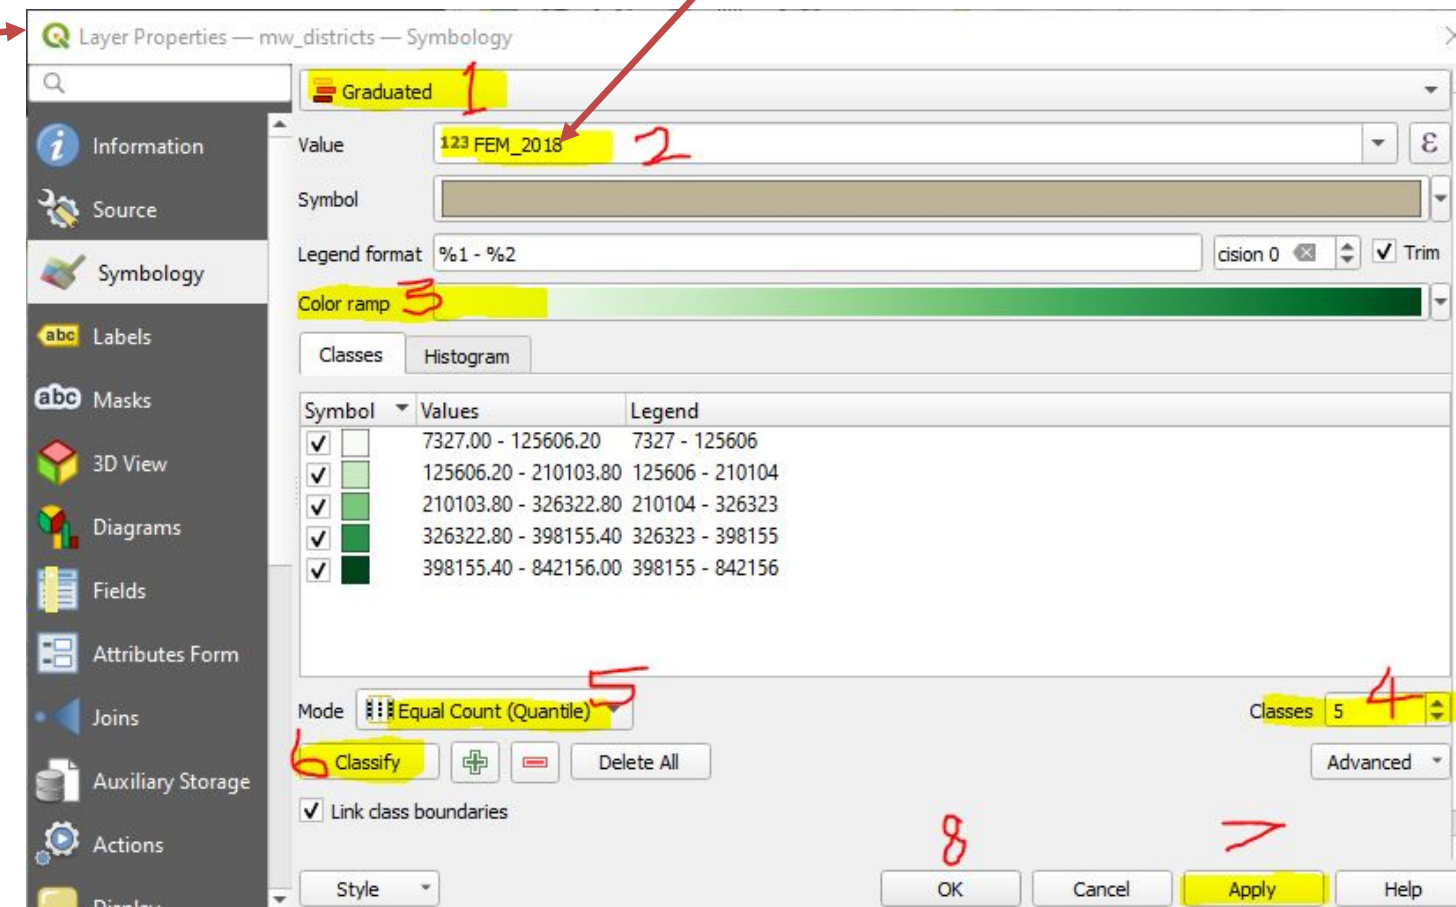 Layer Properties — mw_districts — Symbology
Graduated 1
Information
Value 123 FEM_2018 2 ε
Source
Symbol
Symbology
Legend format %1 - %2 cision 0 Trim
Color ramp 3
abc Labels
Classes Histogram
abc Masks
Symbol Values Legend
7327.00 - 125606.20 7327 - 125606
3D View
125606.20 - 210103.80 125606 - 210104
210103.80 - 326322.80 210104 - 326323
Diagrams
326322.80 - 398155.40 326323 - 398155
398155.40 - 842156.00 398155 - 842156
Fields
Attributes Form
Joins
Mode Equal Count (Quantile) 5 Classes 5 4
6 Classify Delete All Advanced
Auxiliary Storage
Link class boundaries
Actions
8 7
Style OK Cancel Apply Help